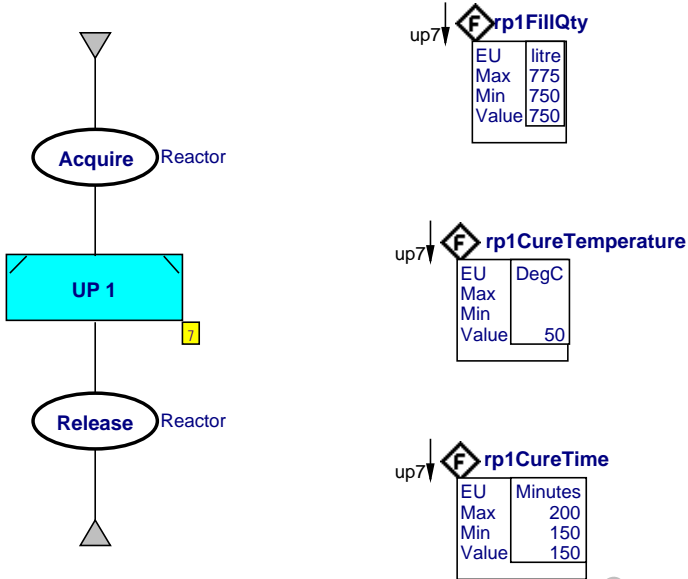 Acquire
Reactor
UP 1
7
Release
Reactor
up7
F
rp1FillQty
EU litre
Max 775
Min 750
Value 750
up7
F
rp1CureTemperature
EU DegC
Max
Min
Value 50
up7
F
rp1CureTime
EU Minutes
Max 200
Min 150
Value 150